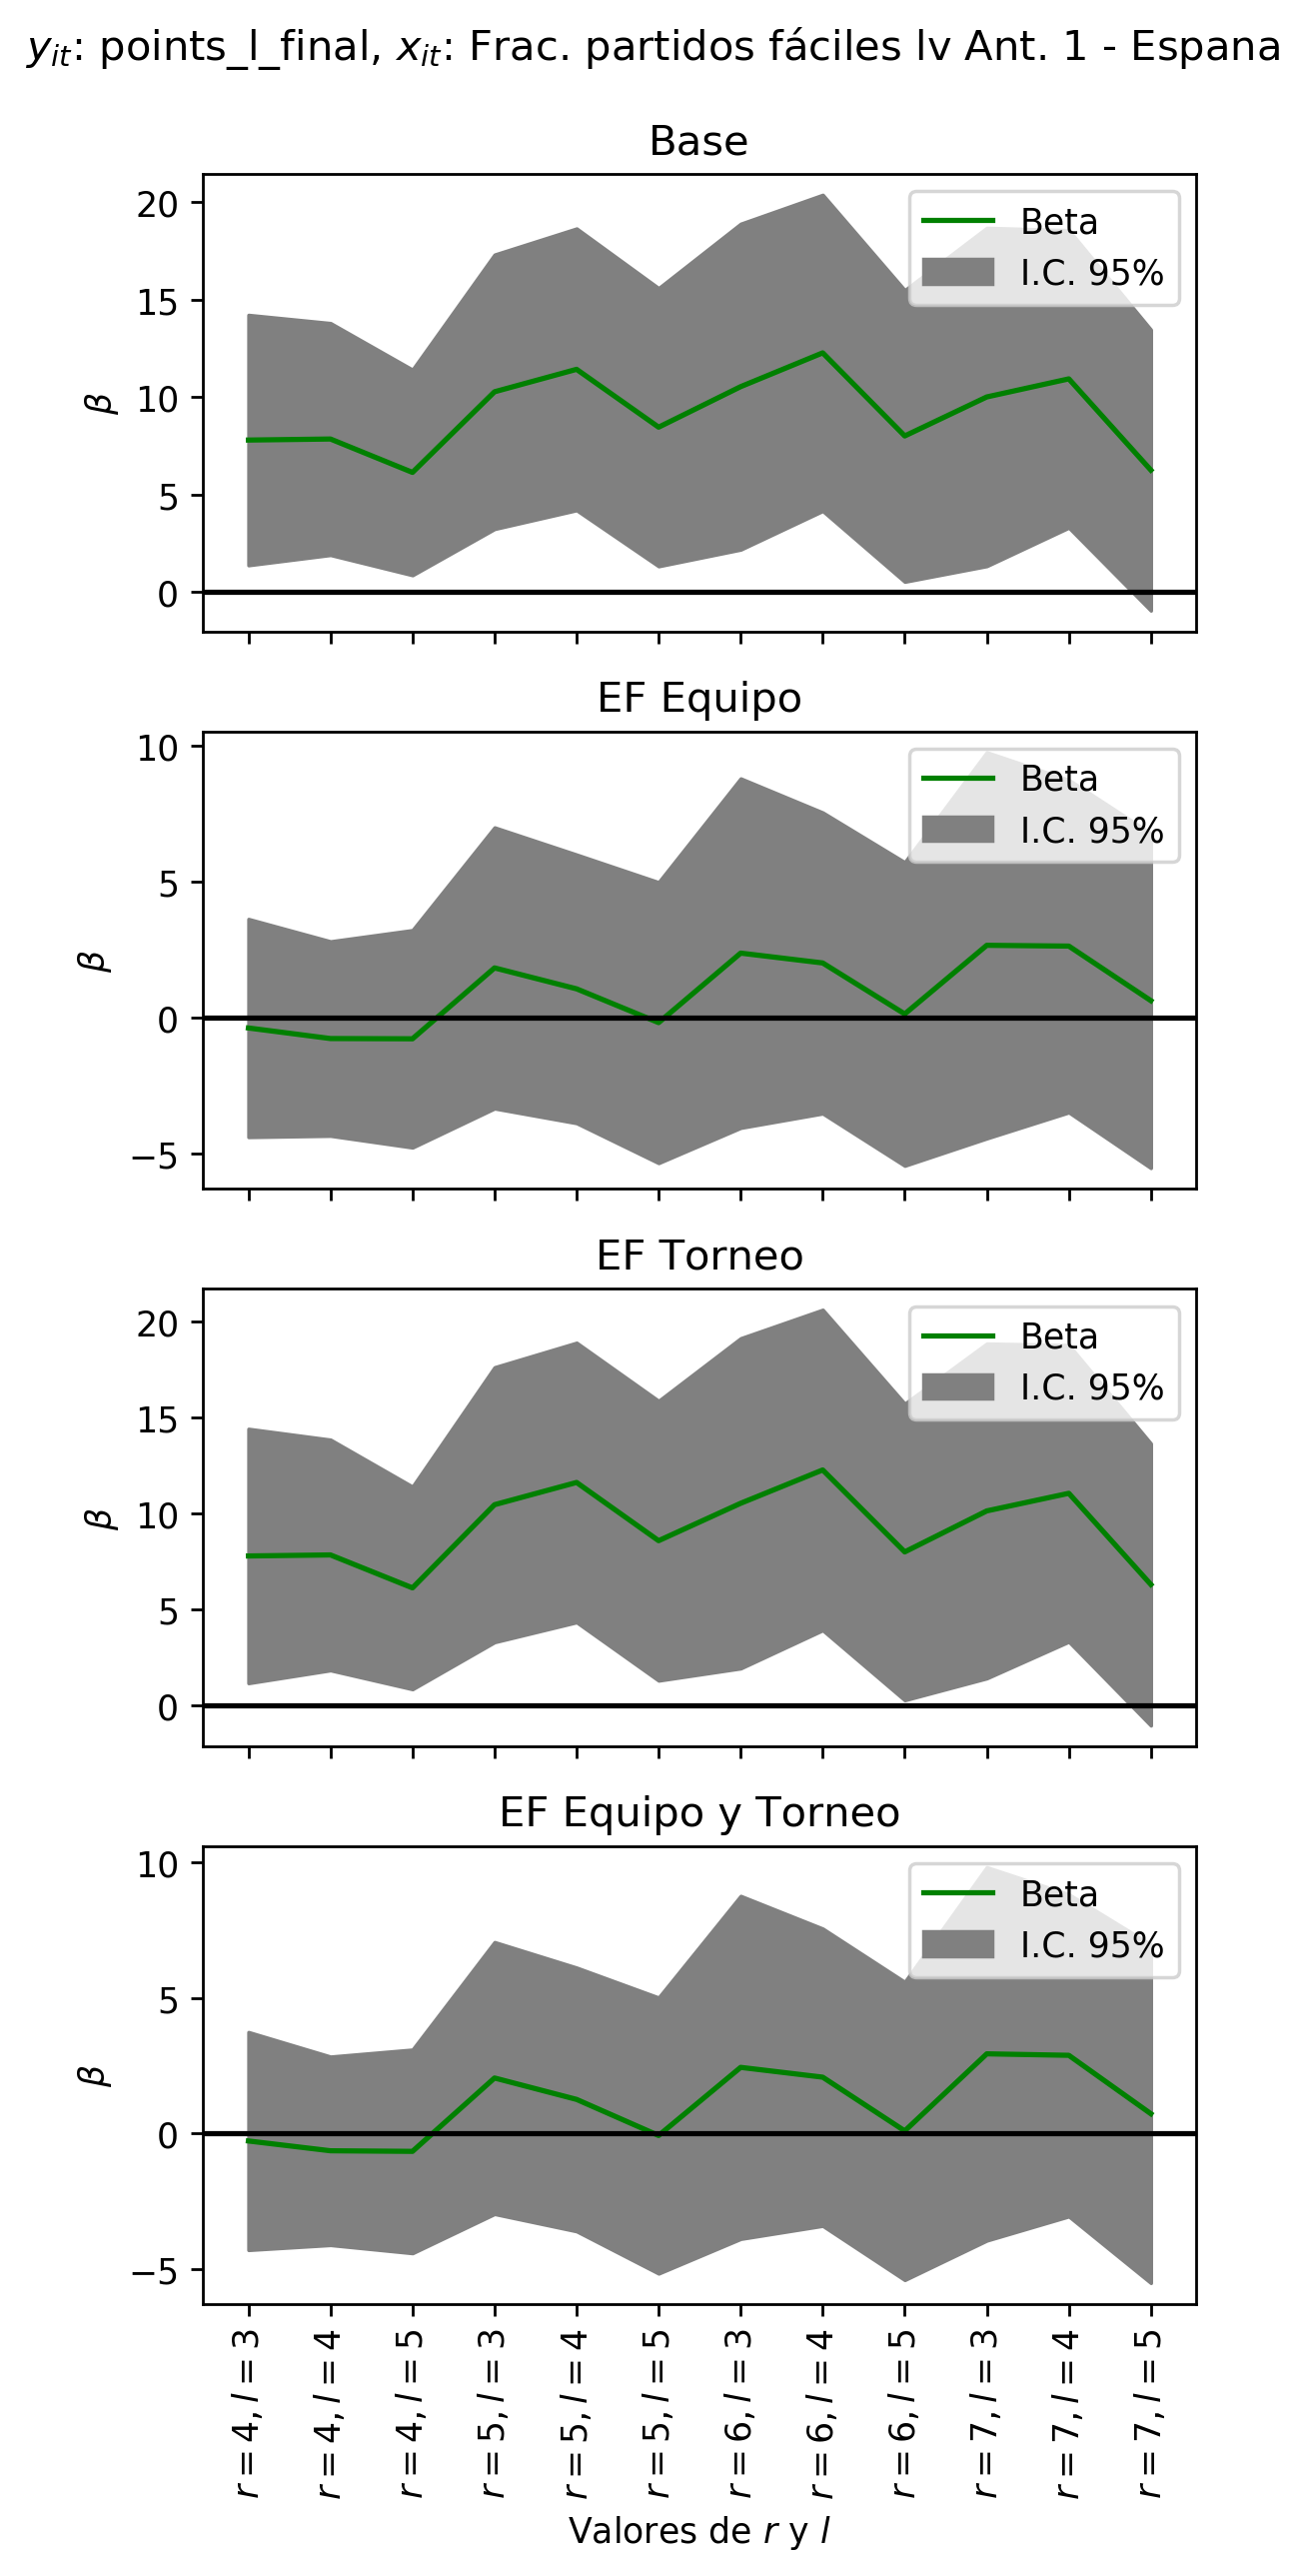 y_it: points_l_final, x_it: Frac. partidos fáciles lv Ant. 1 - Espana
Base
20
15
10
5
0
β
Beta
I.C. 95%
EF Equipo
10
5
0
−5
β
Beta
I.C. 95%
EF Torneo
20
15
10
5
0
β
Beta
I.C. 95%
EF Equipo y Torneo
10
5
0
−5
β
Beta
I.C. 95%
r = 4, l = 3
r = 4, l = 4
r = 4, l = 5
r = 5, l = 3
r = 5, l = 4
r = 5, l = 5
r = 6, l = 3
r = 6, l = 4
r = 6, l = 5
r = 7, l = 3
r = 7, l = 4
r = 7, l = 5
Valores de r y l